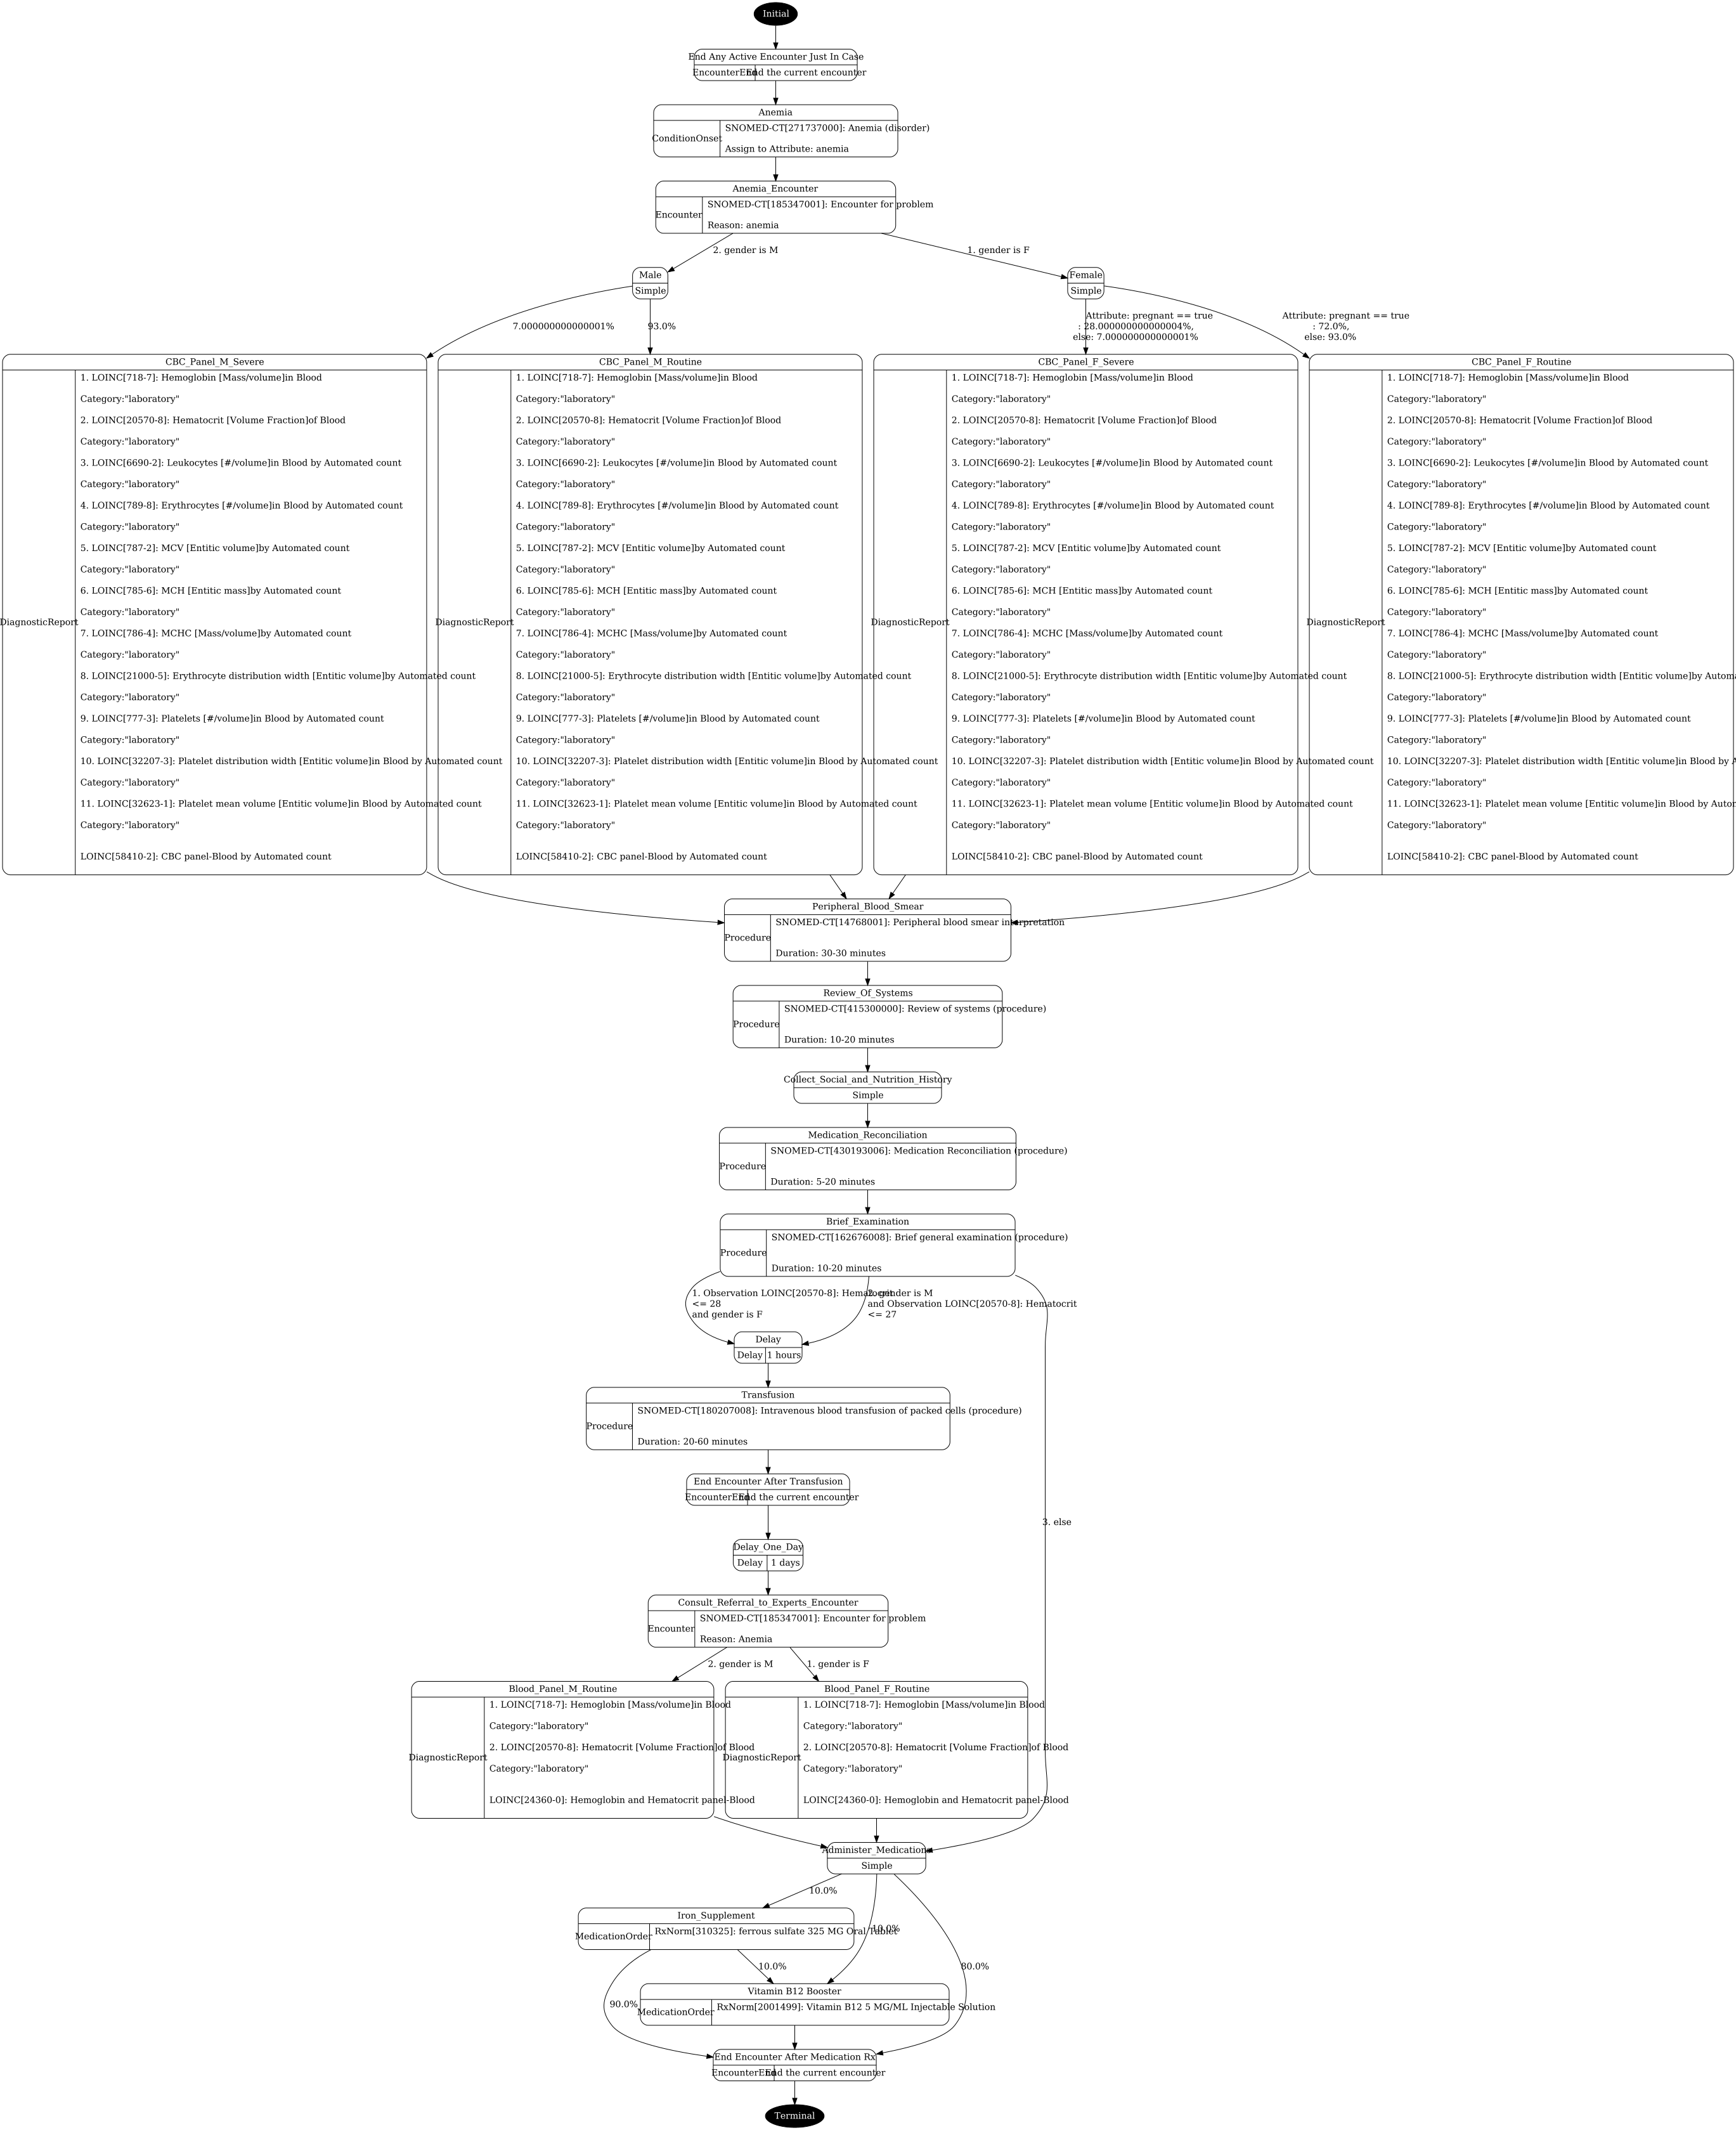 Initial
End Any Active Encounter Just In Case
EncounterEnd
End the current encounter
Anemia
ConditionOnset
SNOMED-CT[271737000]: Anemia (disorder)
Assign to Attribute: anemia
Anemia_Encounter
Encounter
SNOMED-CT[185347001]: Encounter for problem
Reason: anemia
2. gender is M
1. gender is F
Male
Simple
Female
Simple
7.000000000000001%
93.0%
Attribute: pregnant == true
: 28.000000000000004%,
else: 7.000000000000001%
Attribute: pregnant == true
: 72.0%,
else: 93.0%
CBC_Panel_M_Severe
DiagnosticReport
1. LOINC[718-7]: Hemoglobin [Mass/volume]in Blood
Category:"laboratory"
2. LOINC[20570-8]: Hematocrit [Volume Fraction]of Blood
Category:"laboratory"
3. LOINC[6690-2]: Leukocytes [#/volume]in Blood by Automated count
Category:"laboratory"
4. LOINC[789-8]: Erythrocytes [#/volume]in Blood by Automated count
Category:"laboratory"
5. LOINC[787-2]: MCV [Entitic volume]by Automated count
Category:"laboratory"
6. LOINC[785-6]: MCH [Entitic mass]by Automated count
Category:"laboratory"
7. LOINC[786-4]: MCHC [Mass/volume]by Automated count
Category:"laboratory"
8. LOINC[21000-5]: Erythrocyte distribution width [Entitic volume]by Automated count
Category:"laboratory"
9. LOINC[777-3]: Platelets [#/volume]in Blood by Automated count
Category:"laboratory"
10. LOINC[32207-3]: Platelet distribution width [Entitic volume]in Blood by Automated count
Category:"laboratory"
11. LOINC[32623-1]: Platelet mean volume [Entitic volume]in Blood by Automated count
Category:"laboratory"
LOINC[58410-2]: CBC panel-Blood by Automated count
CBC_Panel_M_Routine
DiagnosticReport
1. LOINC[718-7]: Hemoglobin [Mass/volume]in Blood
Category:"laboratory"
2. LOINC[20570-8]: Hematocrit [Volume Fraction]of Blood
Category:"laboratory"
3. LOINC[6690-2]: Leukocytes [#/volume]in Blood by Automated count
Category:"laboratory"
4. LOINC[789-8]: Erythrocytes [#/volume]in Blood by Automated count
Category:"laboratory"
5. LOINC[787-2]: MCV [Entitic volume]by Automated count
Category:"laboratory"
6. LOINC[785-6]: MCH [Entitic mass]by Automated count
Category:"laboratory"
7. LOINC[786-4]: MCHC [Mass/volume]by Automated count
Category:"laboratory"
8. LOINC[21000-5]: Erythrocyte distribution width [Entitic volume]by Automated count
Category:"laboratory"
9. LOINC[777-3]: Platelets [#/volume]in Blood by Automated count
Category:"laboratory"
10. LOINC[32207-3]: Platelet distribution width [Entitic volume]in Blood by Automated count
Category:"laboratory"
11. LOINC[32623-1]: Platelet mean volume [Entitic volume]in Blood by Automated count
Category:"laboratory"
LOINC[58410-2]: CBC panel-Blood by Automated count
CBC_Panel_F_Severe
DiagnosticReport
1. LOINC[718-7]: Hemoglobin [Mass/volume]in Blood
Category:"laboratory"
2. LOINC[20570-8]: Hematocrit [Volume Fraction]of Blood
Category:"laboratory"
3. LOINC[6690-2]: Leukocytes [#/volume]in Blood by Automated count
Category:"laboratory"
4. LOINC[789-8]: Erythrocytes [#/volume]in Blood by Automated count
Category:"laboratory"
5. LOINC[787-2]: MCV [Entitic volume]by Automated count
Category:"laboratory"
6. LOINC[785-6]: MCH [Entitic mass]by Automated count
Category:"laboratory"
7. LOINC[786-4]: MCHC [Mass/volume]by Automated count
Category:"laboratory"
8. LOINC[21000-5]: Erythrocyte distribution width [Entitic volume]by Automated count
Category:"laboratory"
9. LOINC[777-3]: Platelets [#/volume]in Blood by Automated count
Category:"laboratory"
10. LOINC[32207-3]: Platelet distribution width [Entitic volume]in Blood by Automated count
Category:"laboratory"
11. LOINC[32623-1]: Platelet mean volume [Entitic volume]in Blood by Automated count
Category:"laboratory"
LOINC[58410-2]: CBC panel-Blood by Automated count
CBC_Panel_F_Routine
DiagnosticReport
1. LOINC[718-7]: Hemoglobin [Mass/volume]in Blood
Category:"laboratory"
2. LOINC[20570-8]: Hematocrit [Volume Fraction]of Blood
Category:"laboratory"
3. LOINC[6690-2]: Leukocytes [#/volume]in Blood by Automated count
Category:"laboratory"
4. LOINC[789-8]: Erythrocytes [#/volume]in Blood by Automated count
Category:"laboratory"
5. LOINC[787-2]: MCV [Entitic volume]by Automated count
Category:"laboratory"
6. LOINC[785-6]: MCH [Entitic mass]by Automated count
Category:"laboratory"
7. LOINC[786-4]: MCHC [Mass/volume]by Automated count
Category:"laboratory"
8. LOINC[21000-5]: Erythrocyte distribution width [Entitic volume]by
Category:"laboratory"
9. LOINC[777-3]: Platelets [#/volume]in Blood by Automated count
Category:"laboratory"
10. LOINC[32207-3]: Platelet distribution width [Entitic volume]in Blood by
Category:"laboratory"
11. LOINC[32623-1]: Platelet mean volume [Entitic volume]in Blood by
Category:"laboratory"
LOINC[58410-2]: CBC panel-Blood by Automated count
Peripheral_Blood_Smear
Procedure
SNOMED-CT[14768001]: Peripheral blood smear interpretation
Duration: 30-30 minutes
Review_Of_Systems
Procedure
SNOMED-CT[415300000]: Review of systems (procedure)
Duration: 10-20 minutes
Collect_Social_and_Nutrition_History
Simple
Medication_Reconciliation
Procedure
SNOMED-CT[430193006]: Medication Reconciliation (procedure)
Duration: 5-20 minutes
Brief_Examination
Procedure
SNOMED-CT[162676008]: Brief general examination (procedure)
Duration: 10-20 minutes
1. Observation LOINC[20570-8]: Hematocrit
<= 28
and gender is F
2. gender is M
and Observation LOINC[20570-8]: Hematocrit
<= 27
Delay
Delay
1 hours
Transfusion
Procedure
SNOMED-CT[180207008]: Intravenous blood transfusion of packed cells (procedure)
Duration: 20-60 minutes
End Encounter After Transfusion
EncounterEnd
End the current encounter
3. else
Delay_One_Day
Delay
1 days
Consult_Referral_to_Experts_Encounter
Encounter
SNOMED-CT[185347001]: Encounter for problem
Reason: Anemia
2. gender is M
1. gender is F
Blood_Panel_M_Routine
DiagnosticReport
1. LOINC[718-7]: Hemoglobin [Mass/volume]in Blood
Category:"laboratory"
2. LOINC[20570-8]: Hematocrit [Volume Fraction]of Blood
Category:"laboratory"
LOINC[24360-0]: Hemoglobin and Hematocrit panel-Blood
Blood_Panel_F_Routine
DiagnosticReport
1. LOINC[718-7]: Hemoglobin [Mass/volume]in Blood
Category:"laboratory"
2. LOINC[20570-8]: Hematocrit [Volume Fraction]of Blood
Category:"laboratory"
LOINC[24360-0]: Hemoglobin and Hematocrit panel-Blood
Administer_Medications
Simple
10.0%
Iron_Supplement
MedicationOrder
RxNorm[310325]: ferrous sulfate 325 MG Oral Tablet
10.0%
10.0%
80.0%
Vitamin B12 Booster
MedicationOrder
RxNorm[2001499]: Vitamin B12 5 MG/ML Injectable Solution
90.0%
End Encounter After Medication Rx
EncounterEnd
End the current encounter
Terminal